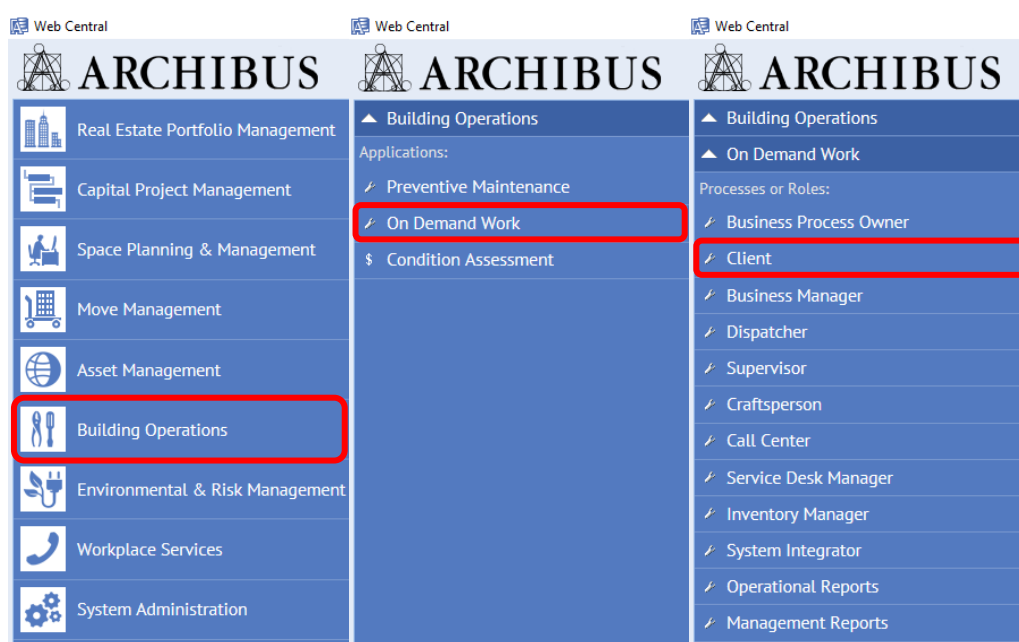 Web Central
ARCHIBUS
Real Estate Portfolio Management
Capital Project Management
Space Planning & Management
Move Management
Asset Management
Building Operations
Environmental & Risk Management
Workplace Services
System Administration
Web Central
ARCHIBUS
Building Operations
Applications:
Preventive Maintenance
On Demand Work
$ Condition Assessment
Web Central
ARCHIBUS
Building Operations
On Demand Work
Processes or Roles:
Business Process Owner
Client
Business Manager
Dispatcher
Supervisor
Craftsperson
Call Center
Service Desk Manager
Inventory Manager
System Integrator
Operational Reports
Management Reports